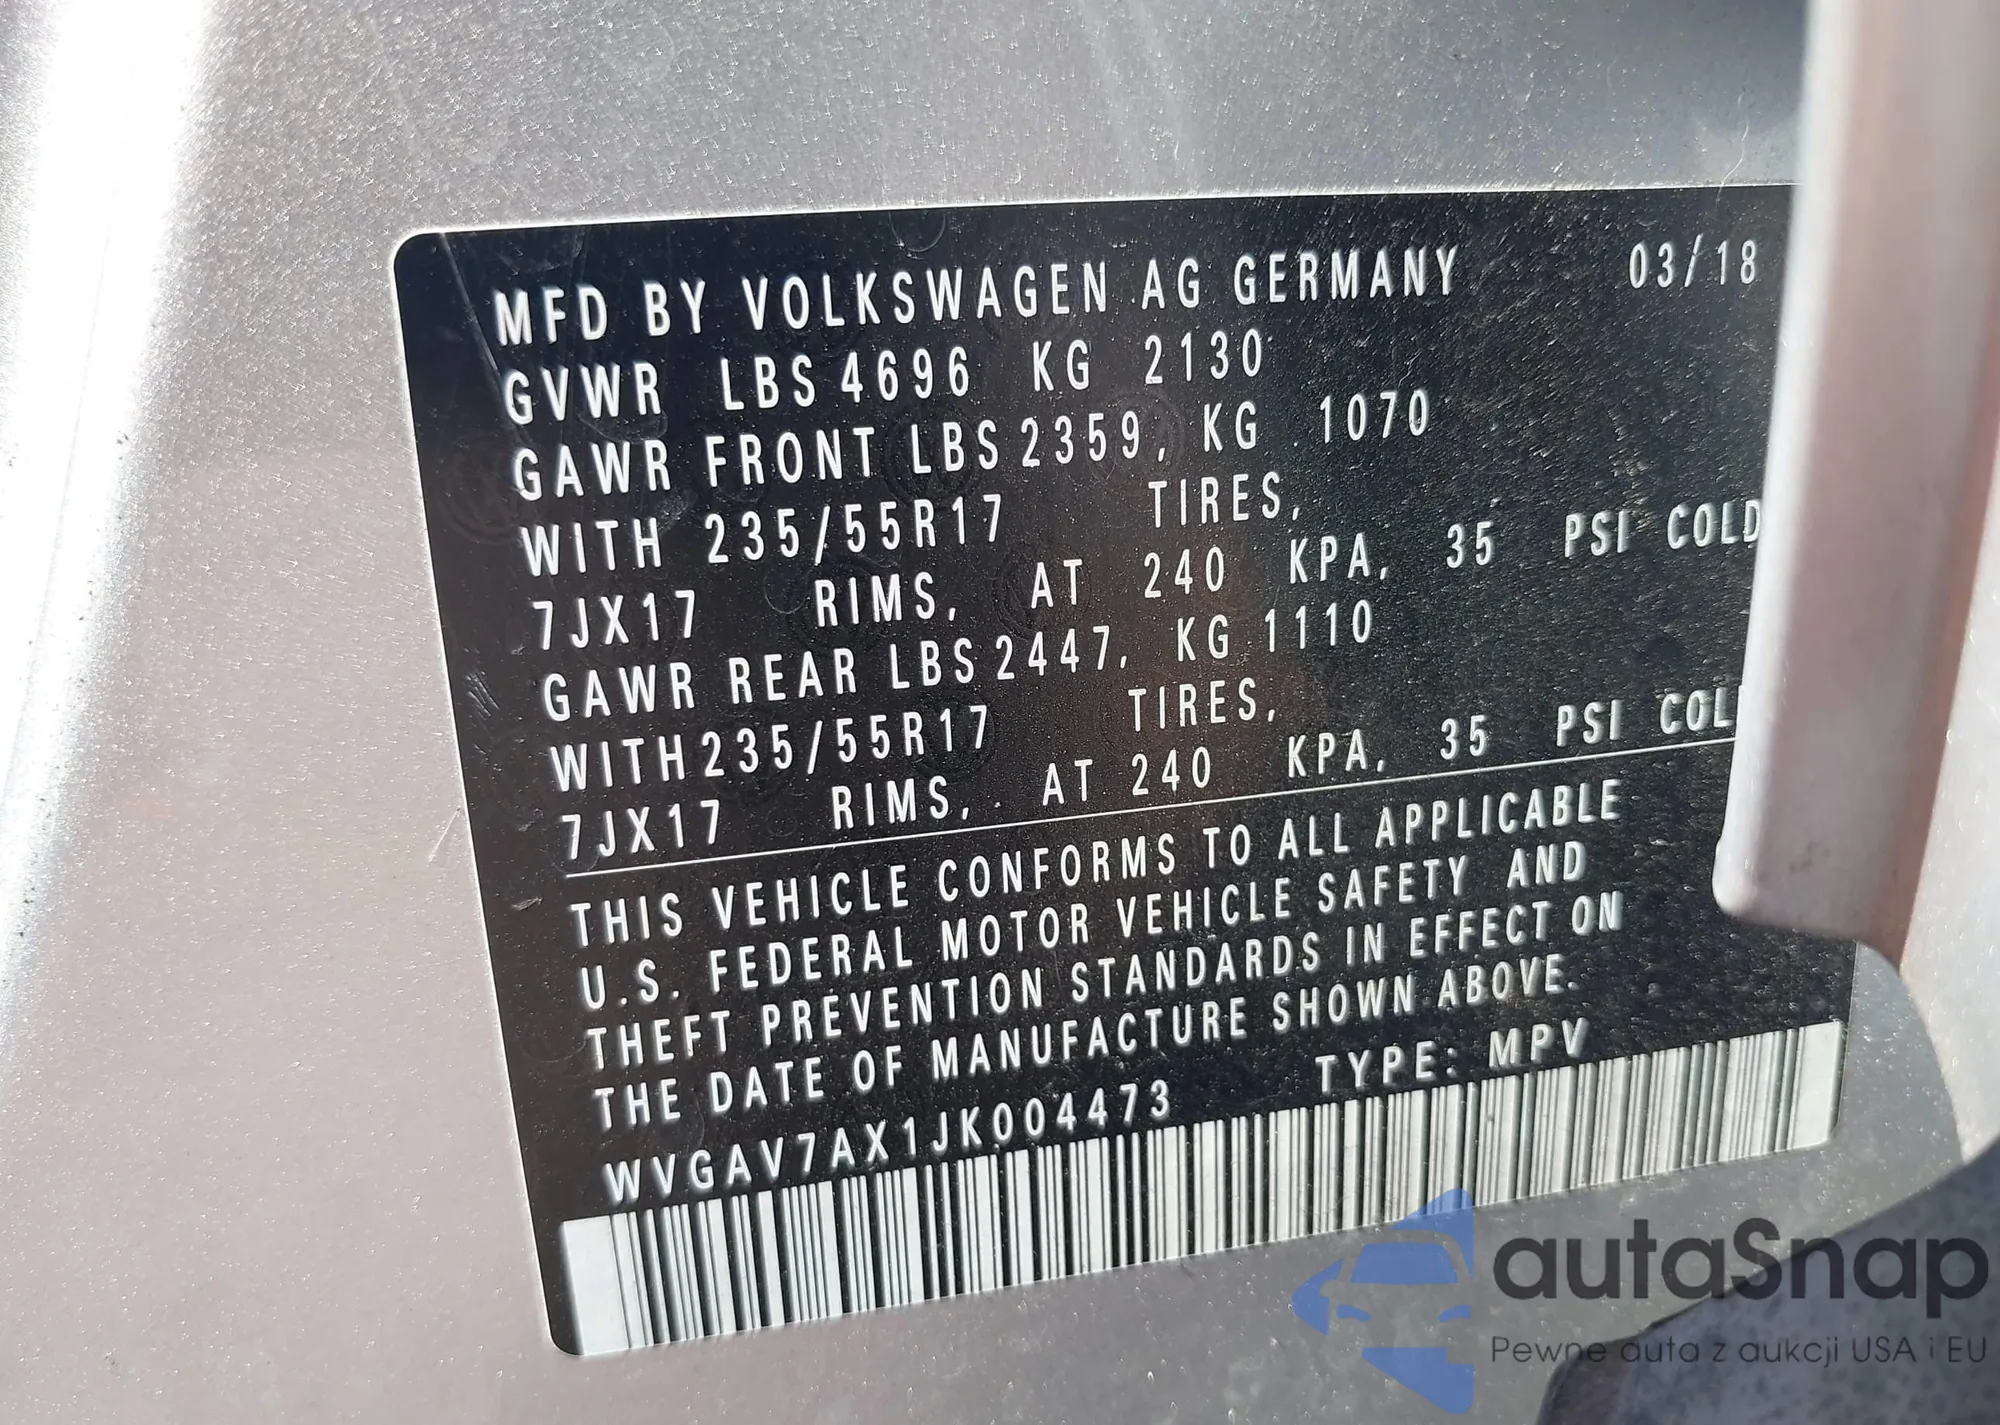 MFD BY VOLKSWAGEN AG GERMANY 03/18
GVWR LBS 4696 KG 2130
GAWR FRONT LBS 2359, KG 1070
WITH 235/55R17 TIRES,
7JX17 RIMS, AT 240 KPA, 35 PSI COLD
GAWR REAR LBS 2447, KG 1110
WITH 235/55R17 TIRES,
7JX17 RIMS, AT 240 KPA, 35 PSI COL
THIS VEHICLE CONFORMS TO ALL APPLICABLE
U.S. FEDERAL MOTOR VEHICLE SAFETY AND
THEFT PREVENTION STANDARDS IN EFFECT ON
THE DATE OF MANUFACTURE SHOWN ABOVE.
WVGAV7AX1JK004473 TYPE: MPV
autaSnap
Pewne auta z aukcji USA i EU